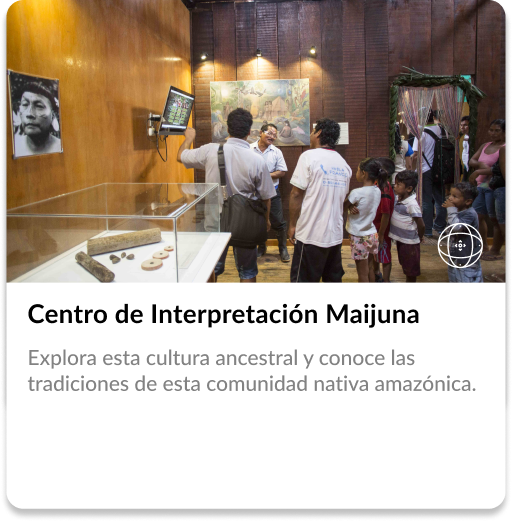 Centro de Interpretación Maijuna
Explora esta cultura ancestral y conoce las
tradiciones de esta comunidad nativa amazónica.